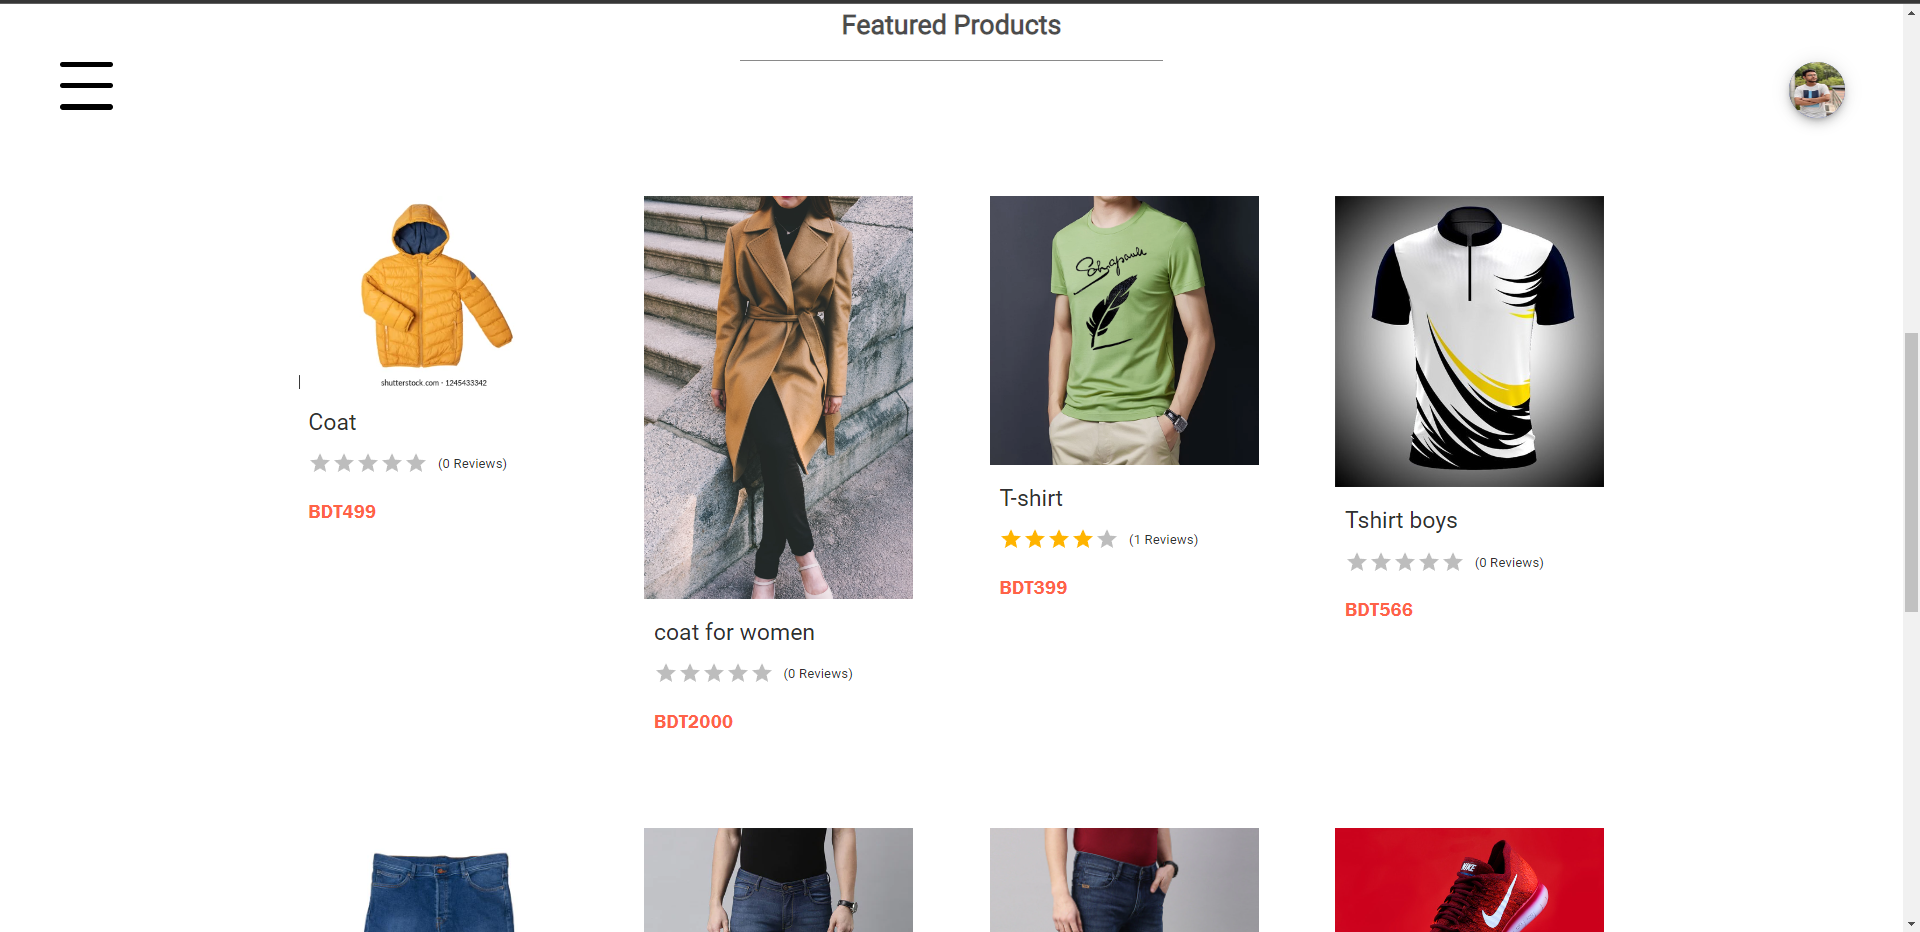 Featured Products
shutterstock.com · 1245433342
Coat
(0 Reviews)
BDT499
coat for women
(0 Reviews)
BDT2000
T-shirt
(1 Reviews)
BDT399
Tshirt boys
(0 Reviews)
BDT566
NIKE